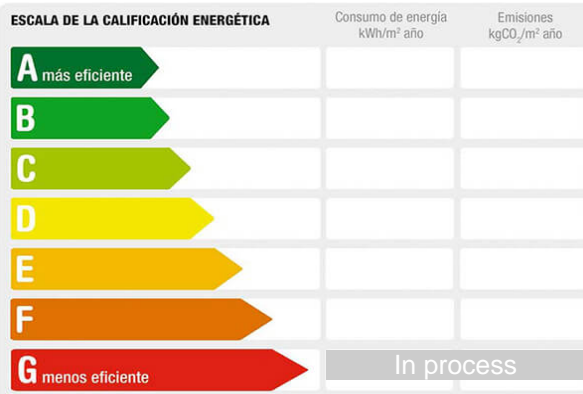 ESCALA DE LA CALIFICACIÓN ENERGÉTICA
Consumo de energía
kWh/m² año
Emisiones
kgCO₂/m² año
A más eficiente
B
C
D
E
F
G menos eficiente
In process